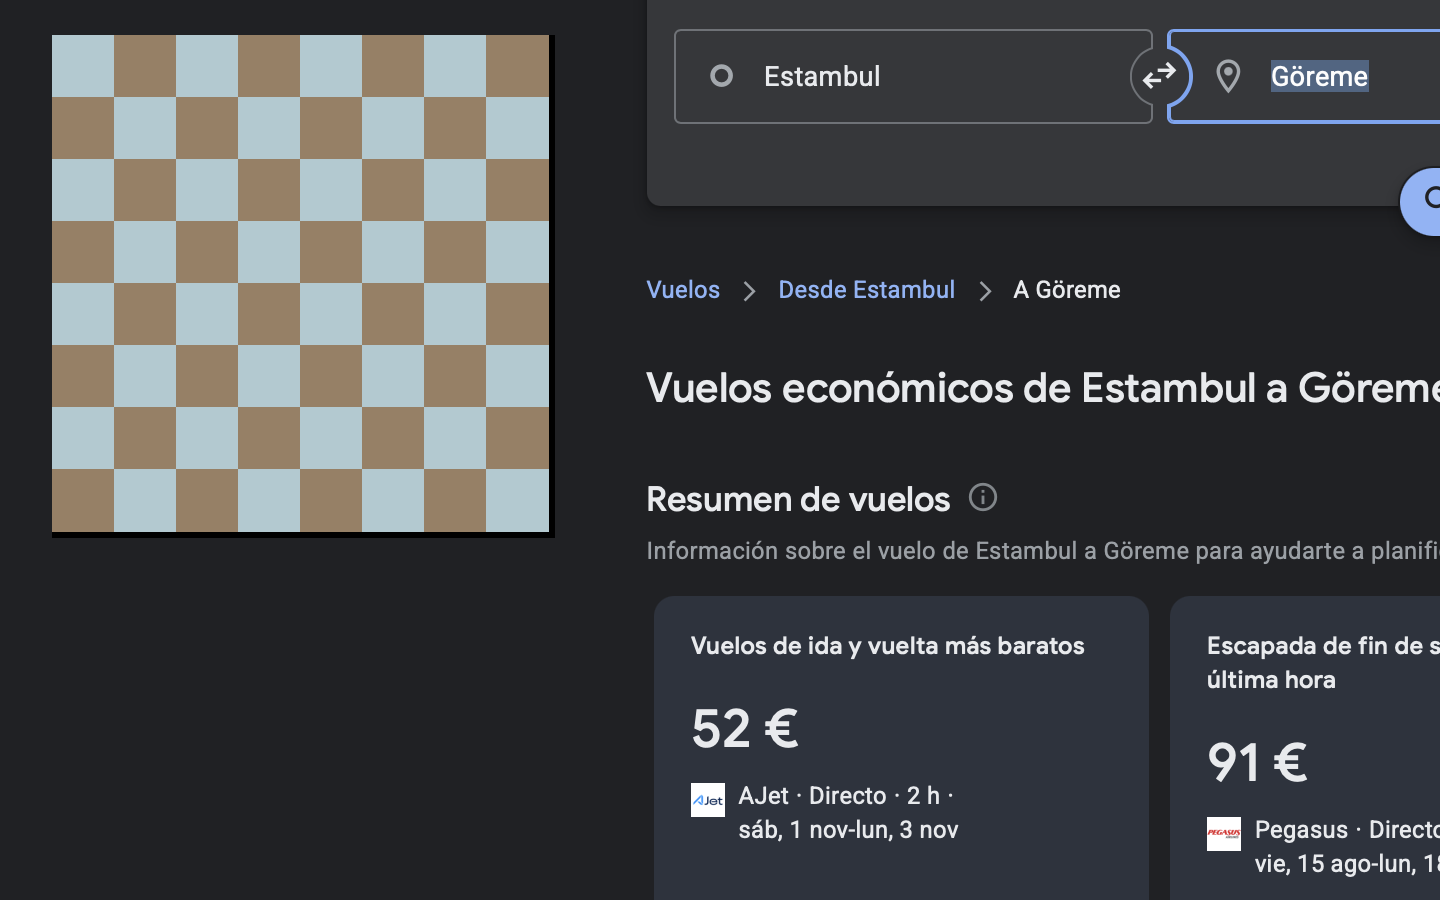 Estambul
Göreme
Vuelos
Desde Estambul
A Göreme
Vuelos económicos de Estambul a Göreme
Resumen de vuelos
Información sobre el vuelo de Estambul a Göreme para ayudarte a
Vuelos de ida y vuelta más baratos
52 €
AJet
AJet · Directo · 2 h ·
sáb, 1 nov-lun, 3 nov
Escapada de fin de
última hora
91 €
PEGASUS
Pegasus · Directo
vie, 15 ago-lun,